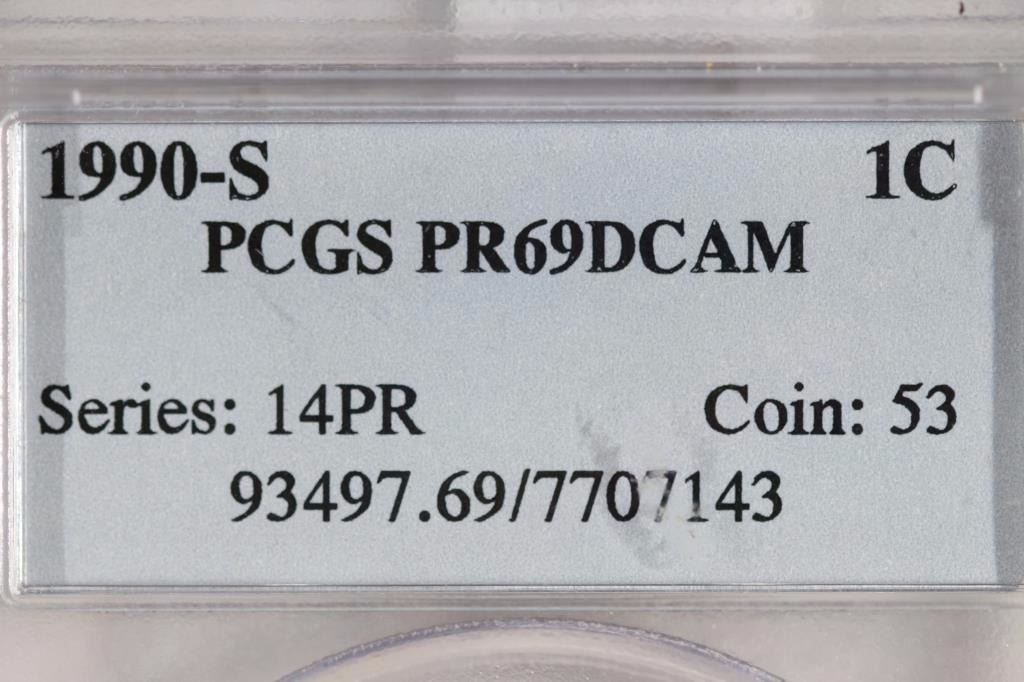 1990-S 1C
PCGS PR69DCAM
Series: 14PR Coin: 53
93497.69/7707143